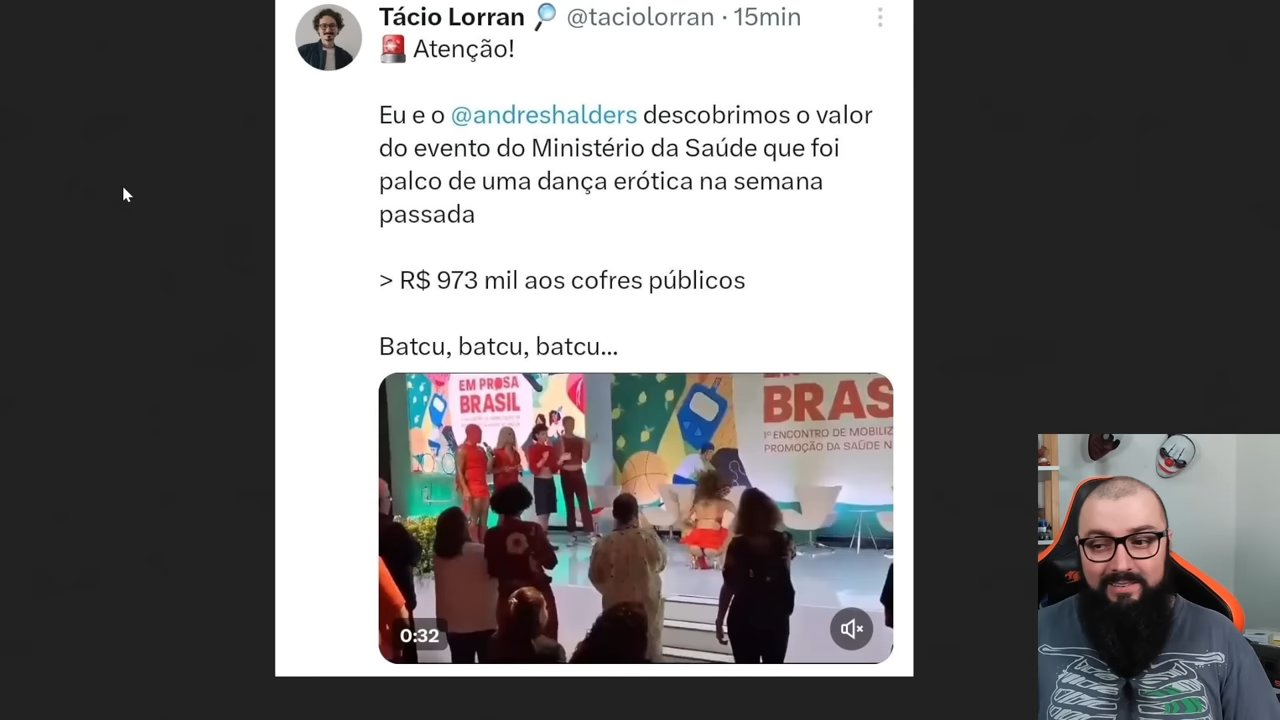 Tácio Lorran 🔎 @taciolorran · 15min
🚨 Atenção!
Eu e o @andreshalders descobrimos o valor
do evento do Ministério da Saúde que foi
palco de uma dança erótica na semana
passada
> R$ 973 mil aos cofres públicos
Batcu, batcu, batcu...
EM PROSA
BRASIL
BRAS
1º ENCONTRO DE MOBILIZ
PROMOÇÃO DA SAÚDE N
0:32